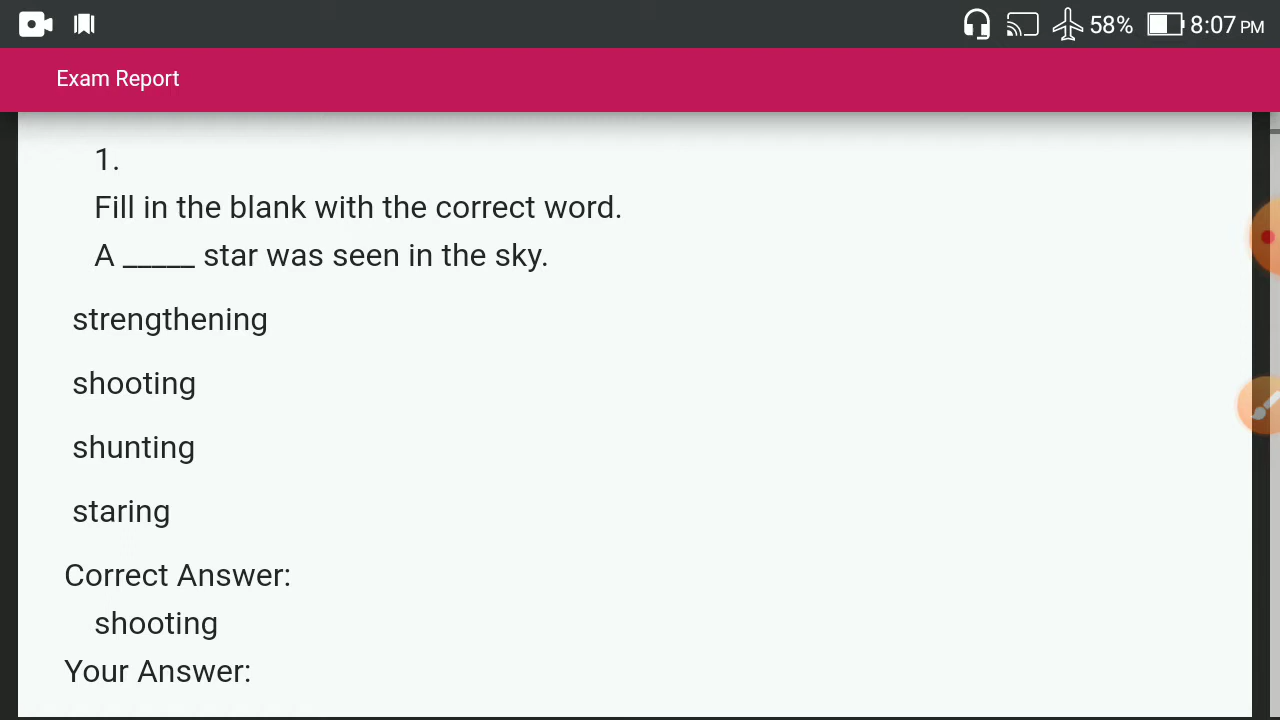 58% 8:07 PM
Exam Report
1.
Fill in the blank with the correct word.
A _____ star was seen in the sky.
strengthening
shooting
shunting
staring
Correct Answer:
shooting
Your Answer: